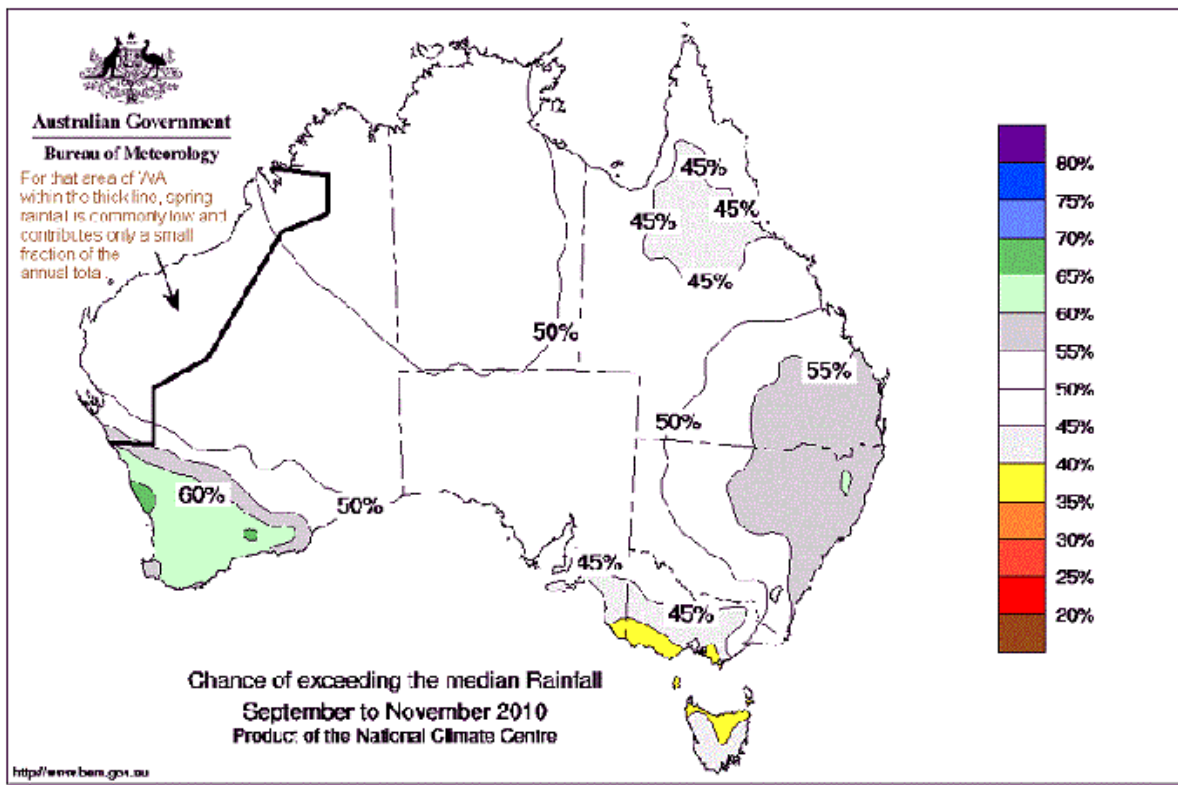 Australian Government
Bureau of Meteorology
For that area of WA
within the thick line, spring
rainfall is commonly low and
contributes only a small
fraction of the
annual total.
45%
45%
45%
45%
50%
55%
50%
60%
50%
45%
45%
80%
75%
70%
65%
60%
55%
50%
45%
40%
35%
30%
25%
20%
Chance of exceeding the median Rainfall
September to November 2010
Product of the National Climate Centre
http://www.bom.gov.au